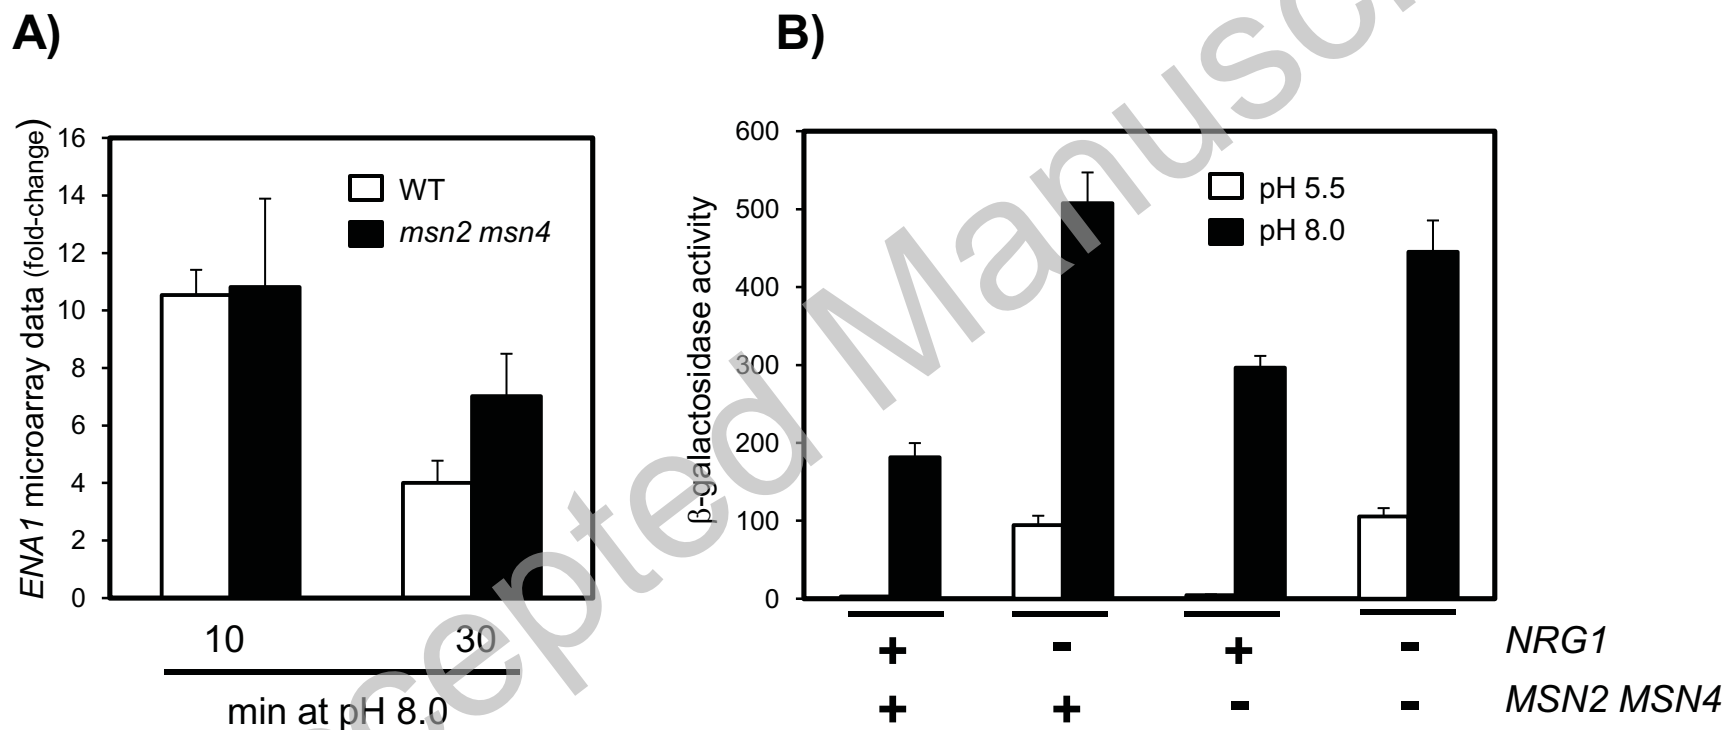 A)
ENA1 microarray data (fold-change)
16
14
12
10
8
6
4
2
0
WT
msn2 msn4
10 30
min at pH 8.0
B)
β-galactosidase activity
600
500
400
300
200
100
0
pH 5.5
pH 8.0
+ - + - NRG1
+ + - - MSN2 MSN4
cepted Manusc